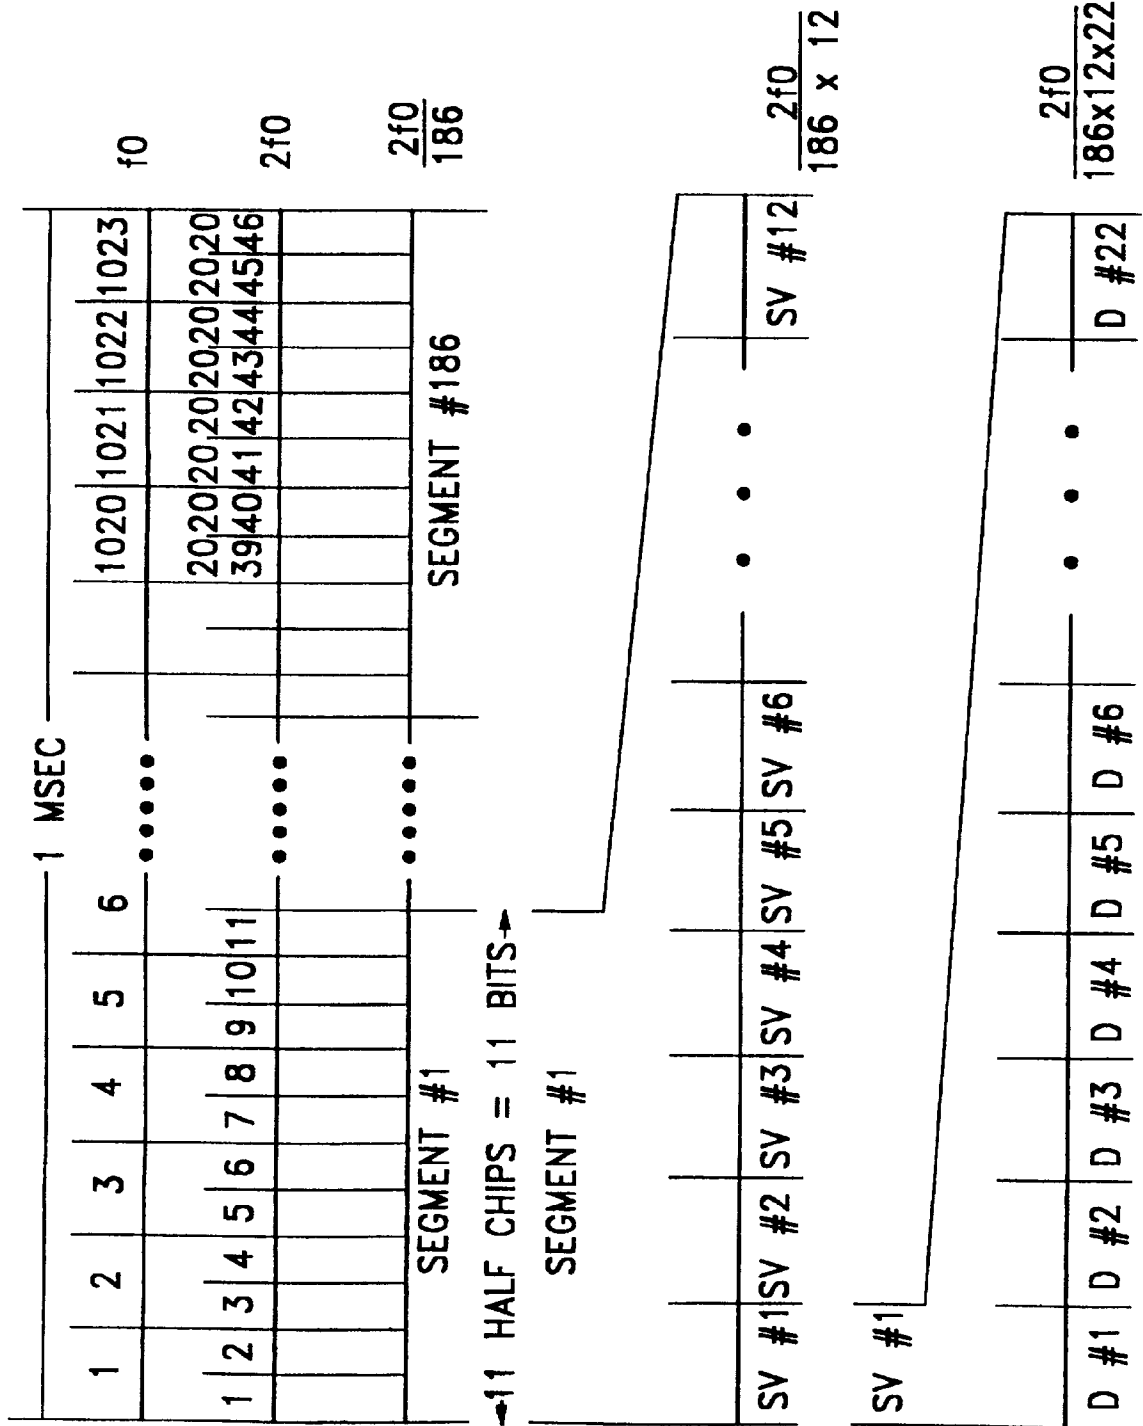 1 MSEC
1 2 3 4 5 6 1020 1021 1022 1023 f0
1 2 3 4 5 6 7 8 9 10 11 2039 2040 2041 2042 2043 2044 2045 2046 2f0
SEGMENT #1 SEGMENT #186 2f0
186
11 HALF CHIPS = 11 BITS
SEGMENT #1
SV #1 SV #2 SV #3 SV #4 SV #5 SV #6 SV #12 2f0
186 x 12
SV #1
D #1 D #2 D #3 D #4 D #5 D #6 D #22 2f0
186x12x22